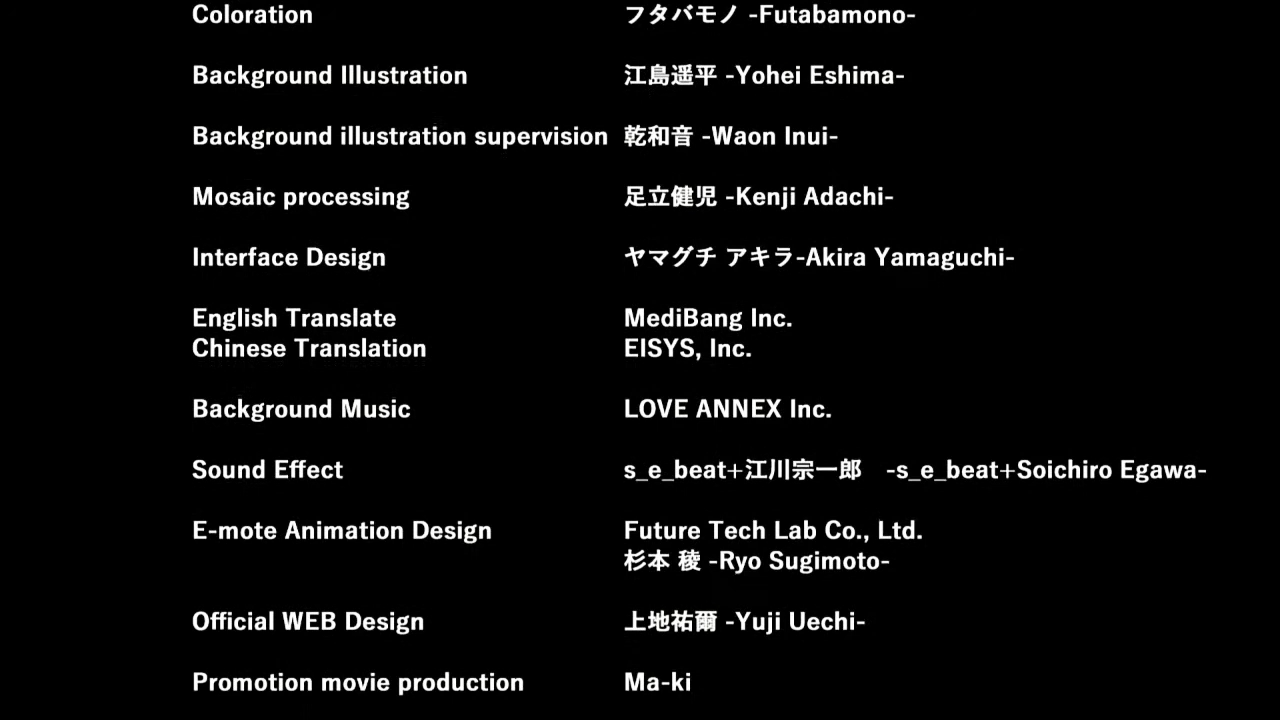 Coloration フタバモノ -Futabamono-
Background Illustration 江島遥平 -Yohei Eshima-
Background illustration supervision 乾和音 -Waon Inui-
Mosaic processing 足立健児 -Kenji Adachi-
Interface Design ヤマグチ アキラ-Akira Yamaguchi-
English Translate MediBang Inc.
Chinese Translation EISYS, Inc.
Background Music LOVE ANNEX Inc.
Sound Effect s_e_beat+江川宗一郎　-s_e_beat+Soichiro Egawa-
E-mote Animation Design Future Tech Lab Co., Ltd.
杉本 稜 -Ryo Sugimoto-
Official WEB Design 上地祐爾 -Yuji Uechi-
Promotion movie production Ma-ki